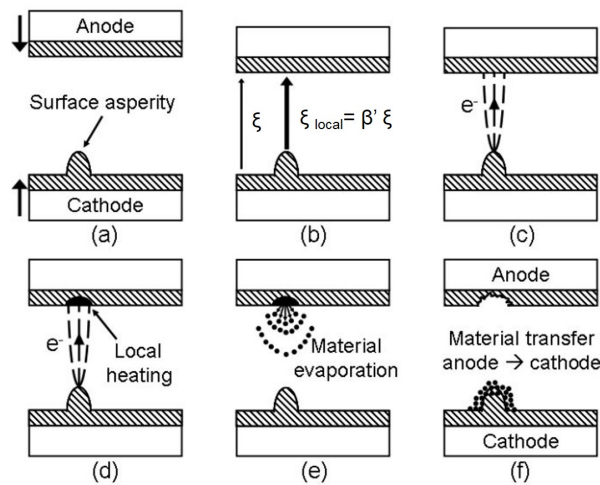 Anode
Surface asperity
Cathode
(a)
ξ
ξ local = β' ξ
(b)
e-
(c)
e-
Local
heating
(d)
Material
evaporation
(e)
Anode
Material transfer
anode → cathode
Cathode
(f)